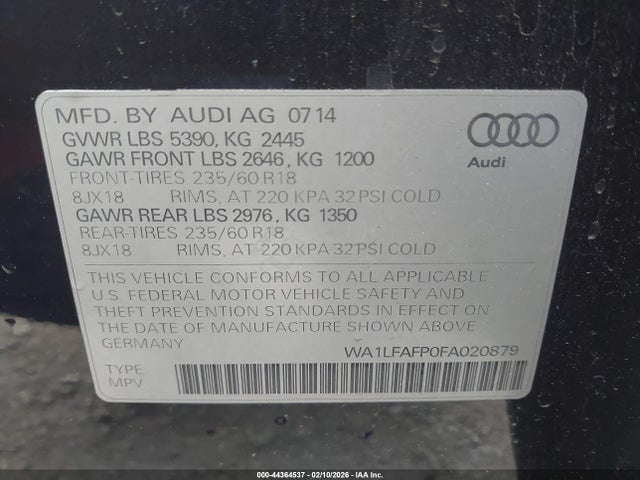 MFD. BY AUDI AG 07 14
GVWR LBS 5390, KG 2445
GAWR FRONT LBS 2646, KG 1200
FRONT-TIRES 235/60 R18
8JX18 RIMS, AT 220 KPA 32 PSI COLD
GAWR REAR LBS 2976, KG 1350
REAR-TIRES 235/60 R18
8JX18 RIMS, AT 220 KPA 32 PSI COLD
Audi
THIS VEHICLE CONFORMS TO ALL APPLICABLE
U.S. FEDERAL MOTOR VEHICLE SAFETY AND
THEFT PREVENTION STANDARDS IN EFFECT ON
THE DATE OF MANUFACTURE SHOWN ABOVE.
GERMANY
WA1LFAFP0FA020879
TYPE:
MPV
000-44364537 - 02/10/2026 - IAA Inc.